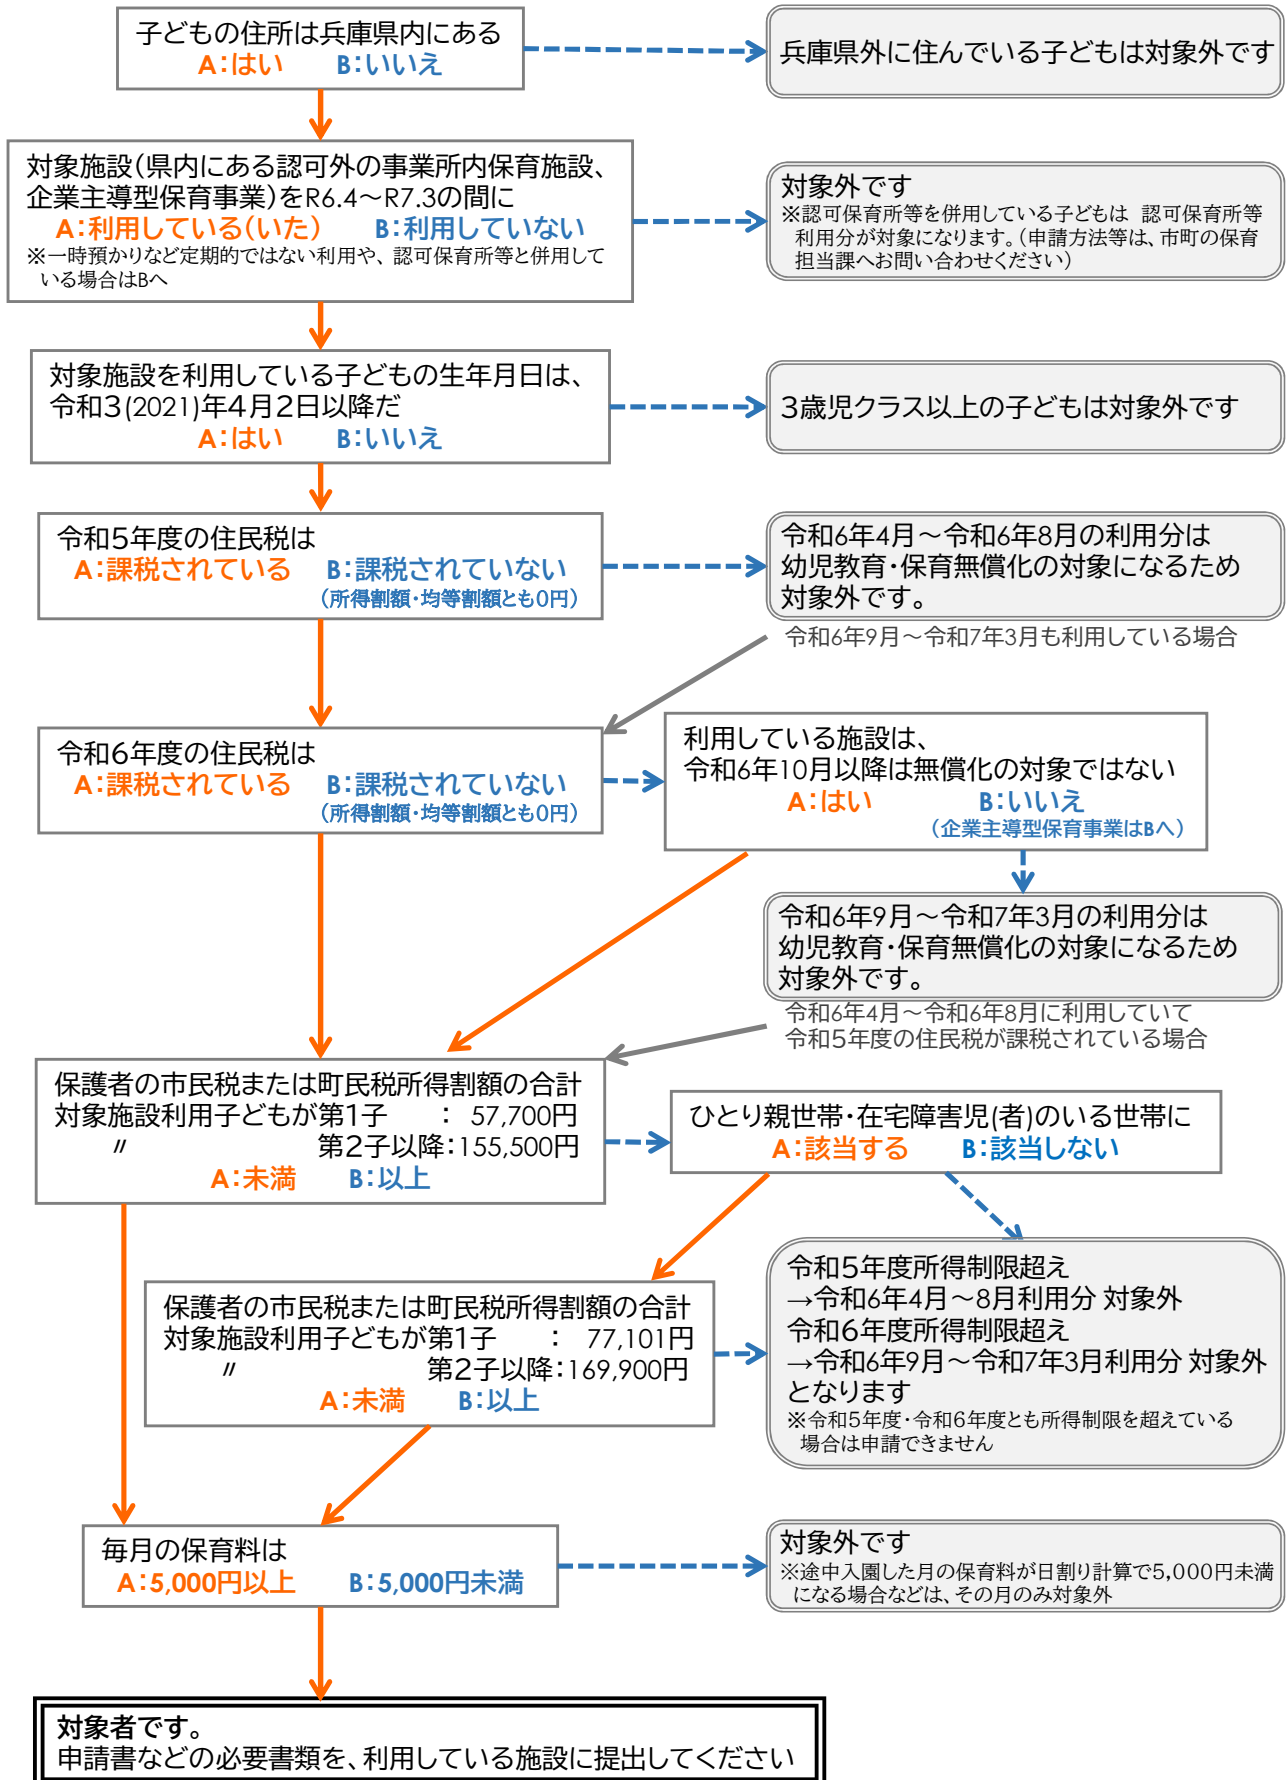 子どもの住所は兵庫県内にある
A：はい　B：いいえ
兵庫県外に住んでいる子どもは対象外です
対象施設（県内にある認可外の事業所内保育施設、
企業主導型保育事業）をR6.4～R7.3の間に
A：利用している（いた）　B：利用していない
※一時預かりなど定期的ではない利用や、認可保育所等と併用して
いる場合はBへ
対象外です
※認可保育所等を併用している子どもは　認可保育所等
利用分が対象になります。（申請方法等は、市町の保育
担当課へお問い合わせください）
対象施設を利用している子どもの生年月日は、
令和３(2021)年４月２日以降だ
A：はい　B：いいえ
３歳児クラス以上の子どもは対象外です
令和５年度の住民税は
A：課税されている　B：課税されていない
（所得割額・均等割額とも0円）
令和６年４月～令和６年８月の利用分は
幼児教育・保育無償化の対象になるため
対象外です。
令和６年９月～令和７年３月も利用している場合
令和６年度の住民税は
A：課税されている　B：課税されていない
（所得割額・均等割額とも0円）
利用している施設は、
令和６年10月以降は無償化の対象ではない
A：はい　B：いいえ
（企業主導型保育事業はBへ）
令和６年９月～令和７年３月の利用分は
幼児教育・保育無償化の対象になるため
対象外です。
令和６年４月～令和６年８月に利用していて
令和５年度の住民税が課税されている場合
保護者の市民税または町民税所得割額の合計
対象施設利用子どもが第１子　：　57,700円
〃　第２子以降：155,500円
A：未満　B：以上
ひとり親世帯・在宅障害児(者)のいる世帯に
A：該当する　B：該当しない
保護者の市民税または町民税所得割額の合計
対象施設利用子どもが第１子　：　77,101円
〃　第２子以降：169,900円
A：未満　B：以上
令和５年度所得制限超え
→令和６年４月～８月利用分 対象外
令和６年度所得制限超え
→令和６年９月～令和７年３月利用分 対象外
となります
※令和５年度・令和６年度とも所得制限を超えている
場合は申請できません
毎月の保育料は
A：5,000円以上　B：5,000円未満
対象外です
※途中入園した月の保育料が日割り計算で5,000円未満
になる場合などは、その月のみ対象外
対象者です。
申請書などの必要書類を、利用している施設に提出してください